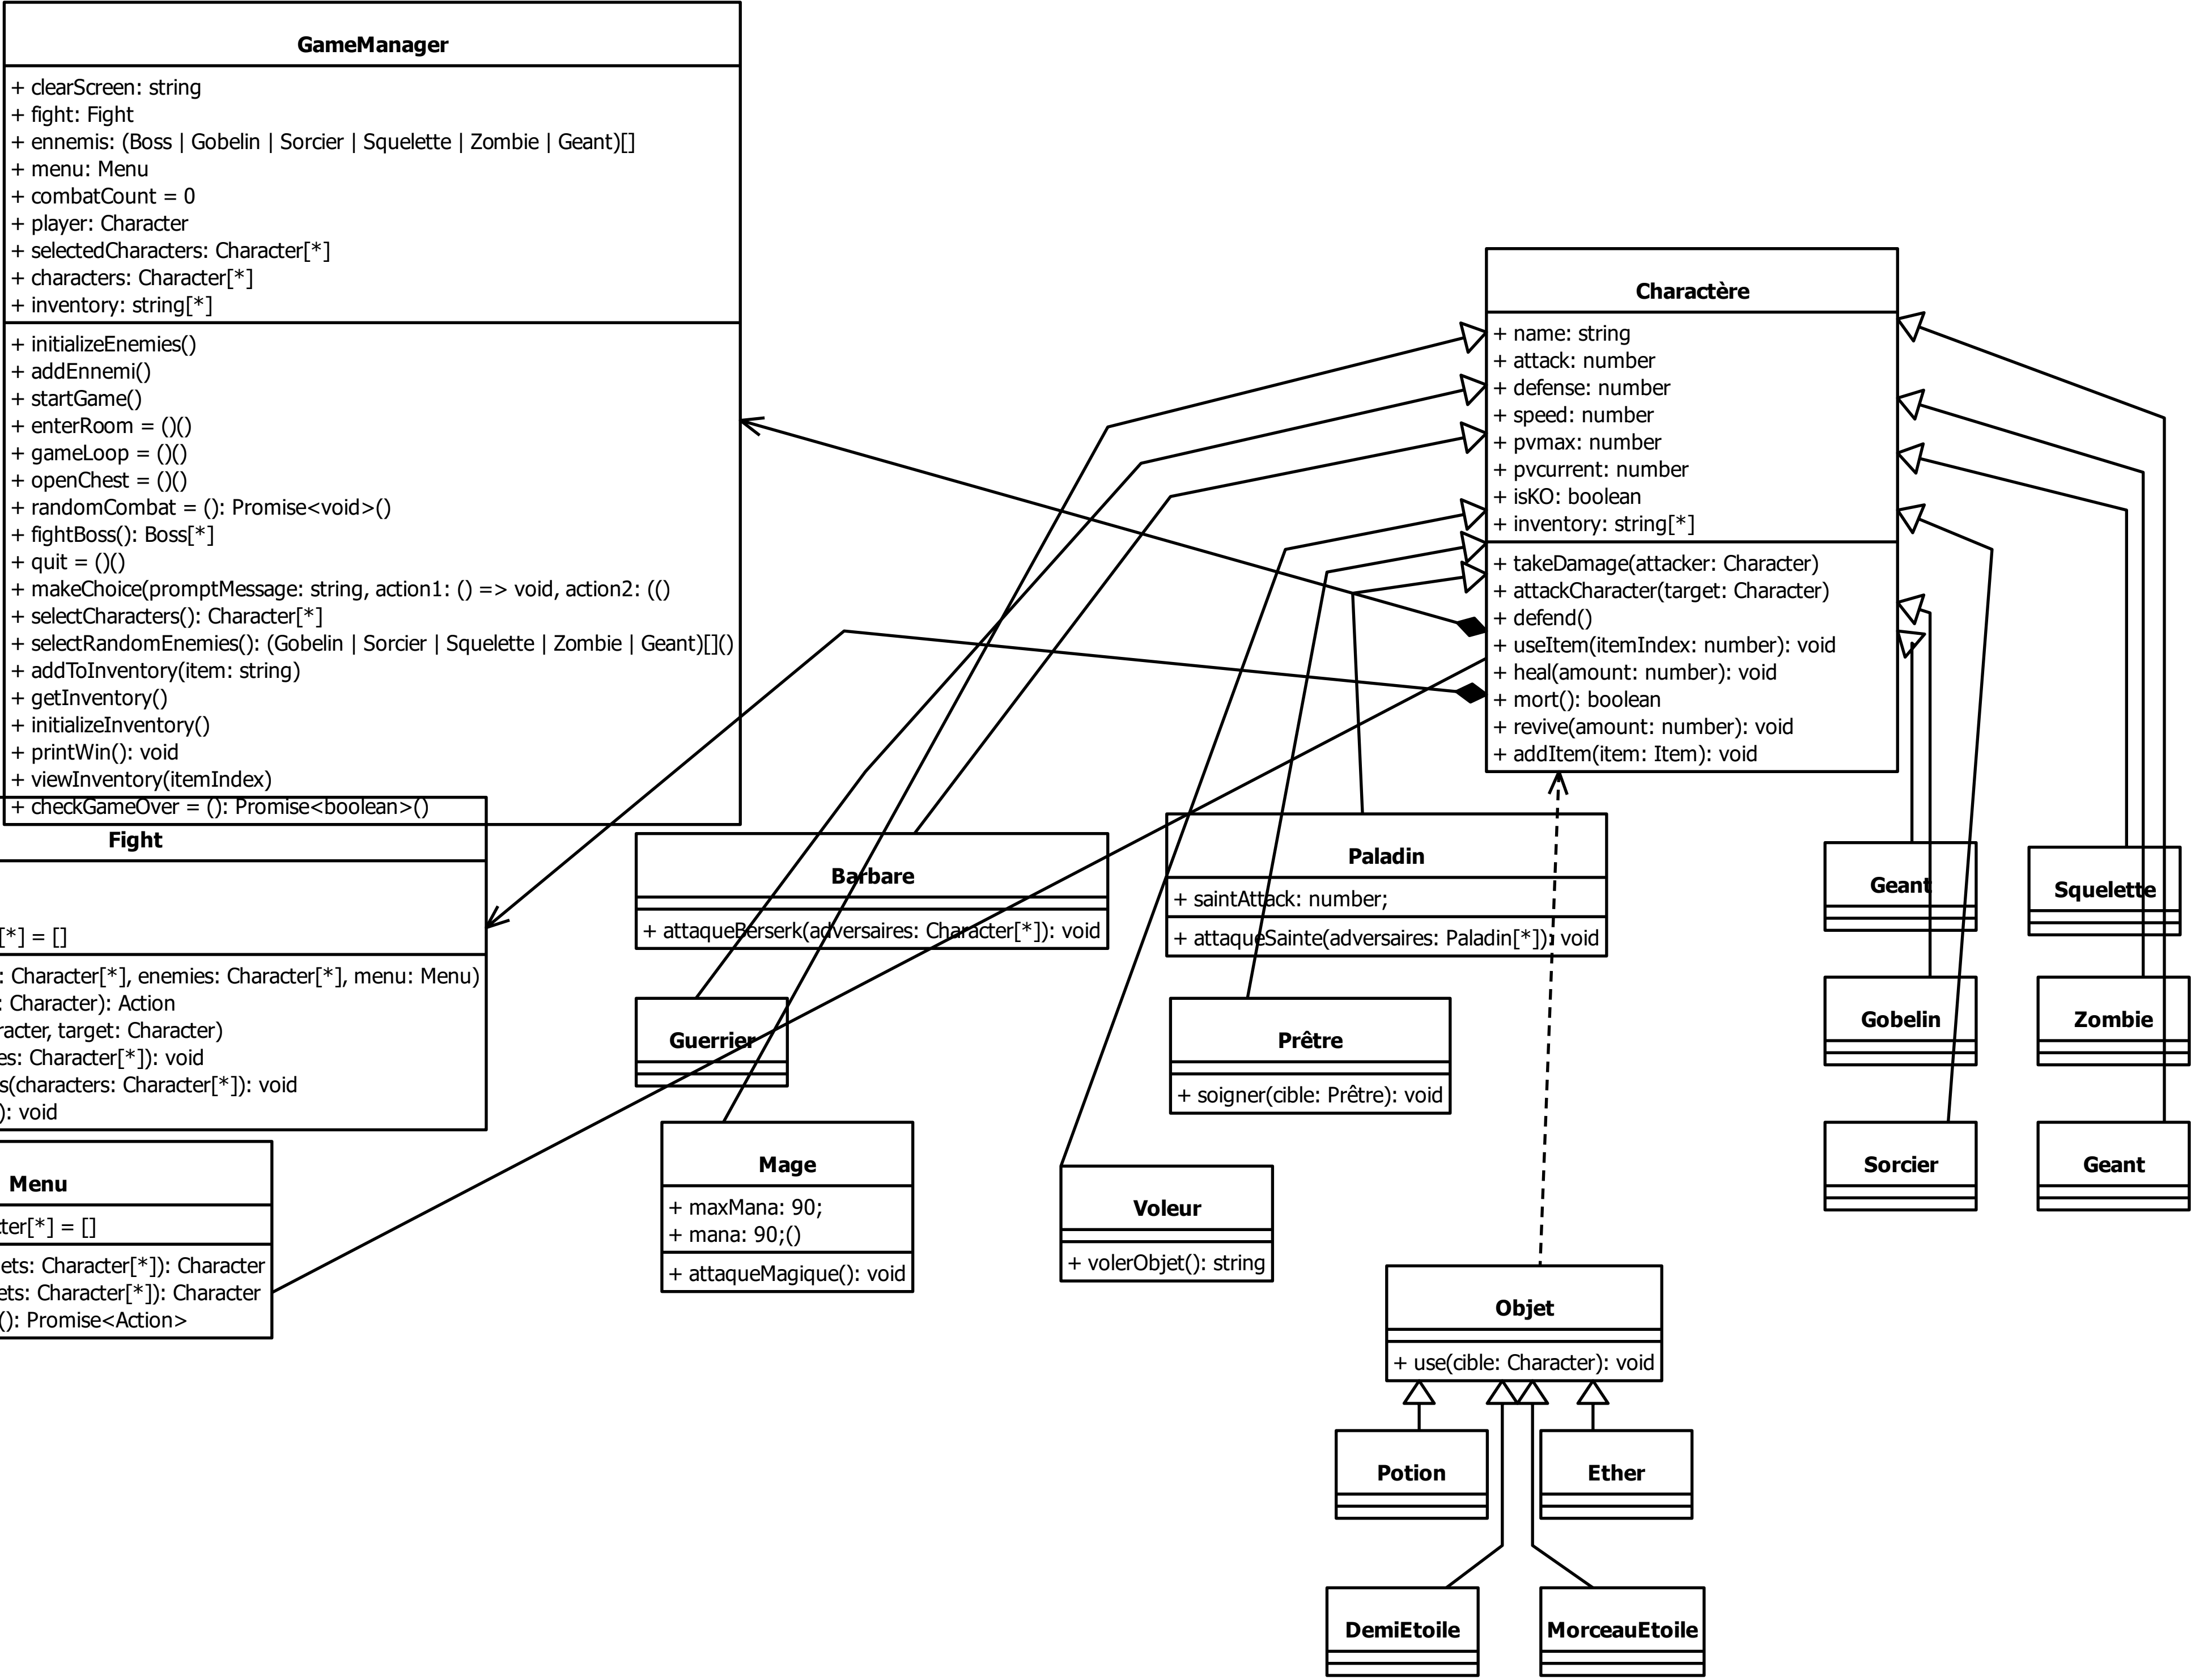 GameManager
+ clearScreen: string
+ fight: Fight
+ ennemis: (Boss | Gobelin | Sorcier | Squelette | Zombie | Geant)[]
+ menu: Menu
+ combatCount = 0
+ player: Character
+ selectedCharacters: Character[*]
+ characters: Character[*]
+ inventory: string[*]
+ initializeEnemies()
+ addEnnemi()
+ startGame()
+ enterRoom = ()()
+ gameLoop = ()()
+ openChest = ()()
+ randomCombat = (): Promise<void>()
+ fightBoss(): Boss[*]
+ quit = ()()
+ makeChoice(promptMessage: string, action1: () => void, action2: (()
+ selectCharacters(): Character[*]
+ selectRandomEnemies(): (Gobelin | Sorcier | Squelette | Zombie | Geant)[]()
+ addToInventory(item: string)
+ getInventory()
+ initializeInventory()
+ printWin(): void
+ viewInventory(itemIndex)
+ checkGameOver = (): Promise<boolean>()
Fight
[*] = []
: Character[*], enemies: Character[*], menu: Menu)
: Character): Action
racter, target: Character)
es: Character[*]): void
s(characters: Character[*]): void
): void
Menu
cter[*] = []
ets: Character[*]): Character
ets: Character[*]): Character
(): Promise<Action>
Charactère
+ name: string
+ attack: number
+ defense: number
+ speed: number
+ pvmax: number
+ pvcurrent: number
+ isKO: boolean
+ inventory: string[*]
+ takeDamage(attacker: Character)
+ attackCharacter(target: Character)
+ defend()
+ useItem(itemIndex: number): void
+ heal(amount: number): void
+ mort(): boolean
+ revive(amount: number): void
+ addItem(item: Item): void
Barbare
+ attaqueBerserk(adversaires: Character[*]): void
Paladin
+ saintAttack: number;
+ attaqueSainte(adversaires: Paladin[*]): void
Guerrier
Prêtre
+ soigner(cible: Prêtre): void
Mage
+ maxMana: 90;
+ mana: 90;()
+ attaqueMagique(): void
Voleur
+ volerObjet(): string
Geant
Squelette
Gobelin
Zombie
Sorcier
Geant
Objet
+ use(cible: Character): void
Potion
Ether
DemiEtoile
MorceauEtoile